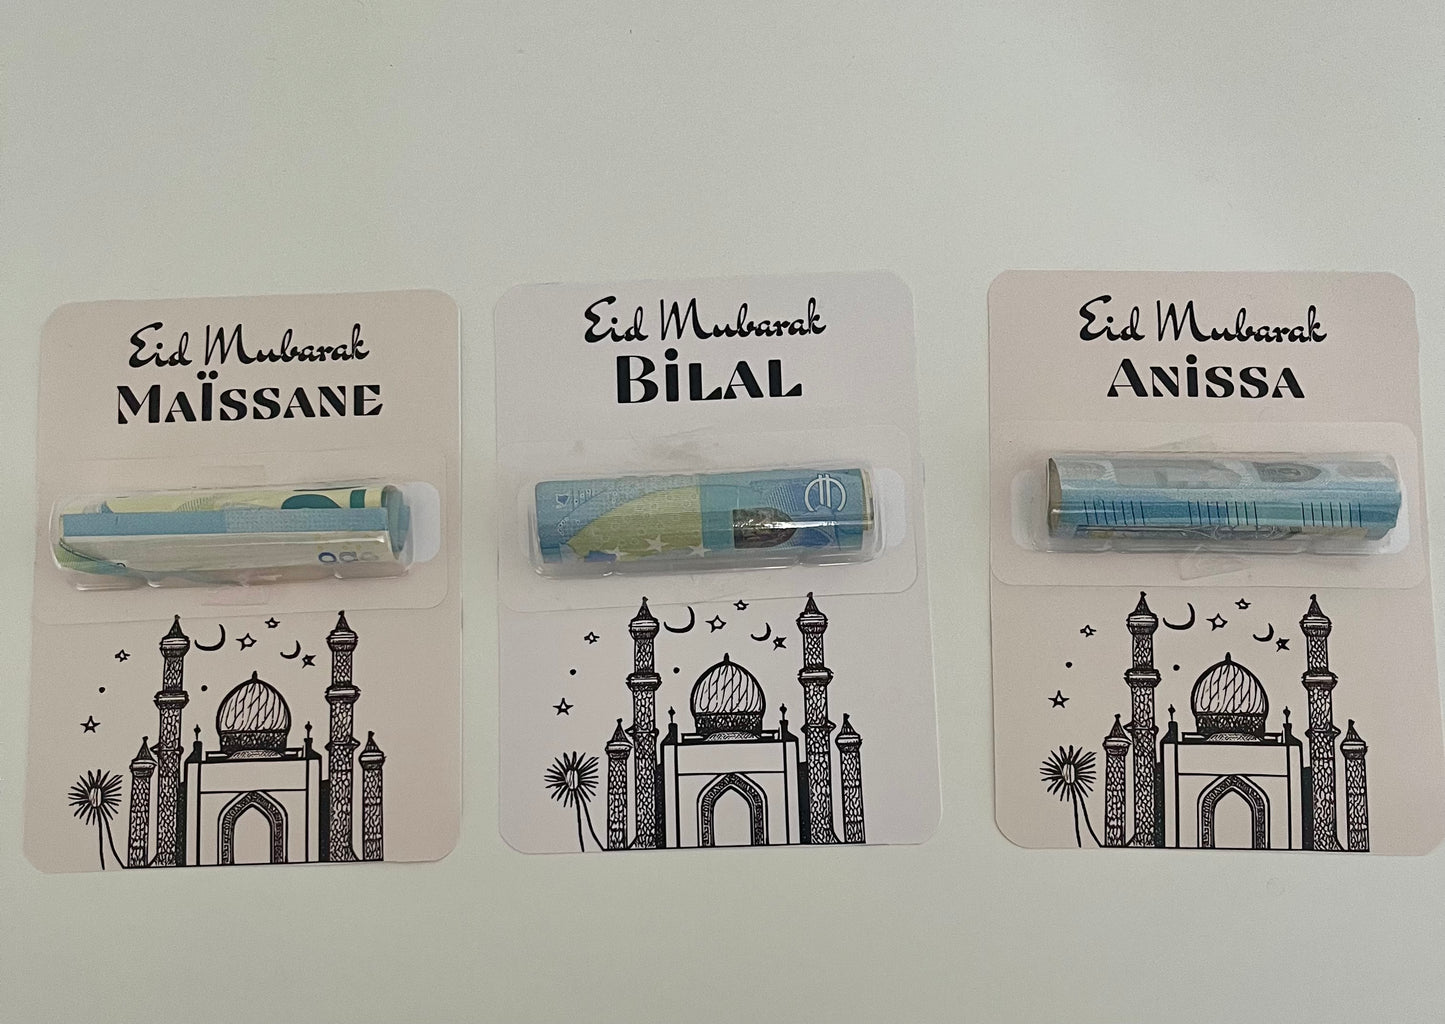 Eid Mubarak
MAÏSSANE
Eid Mubarak
BiLAL
Eid Mubarak
ANiSSA